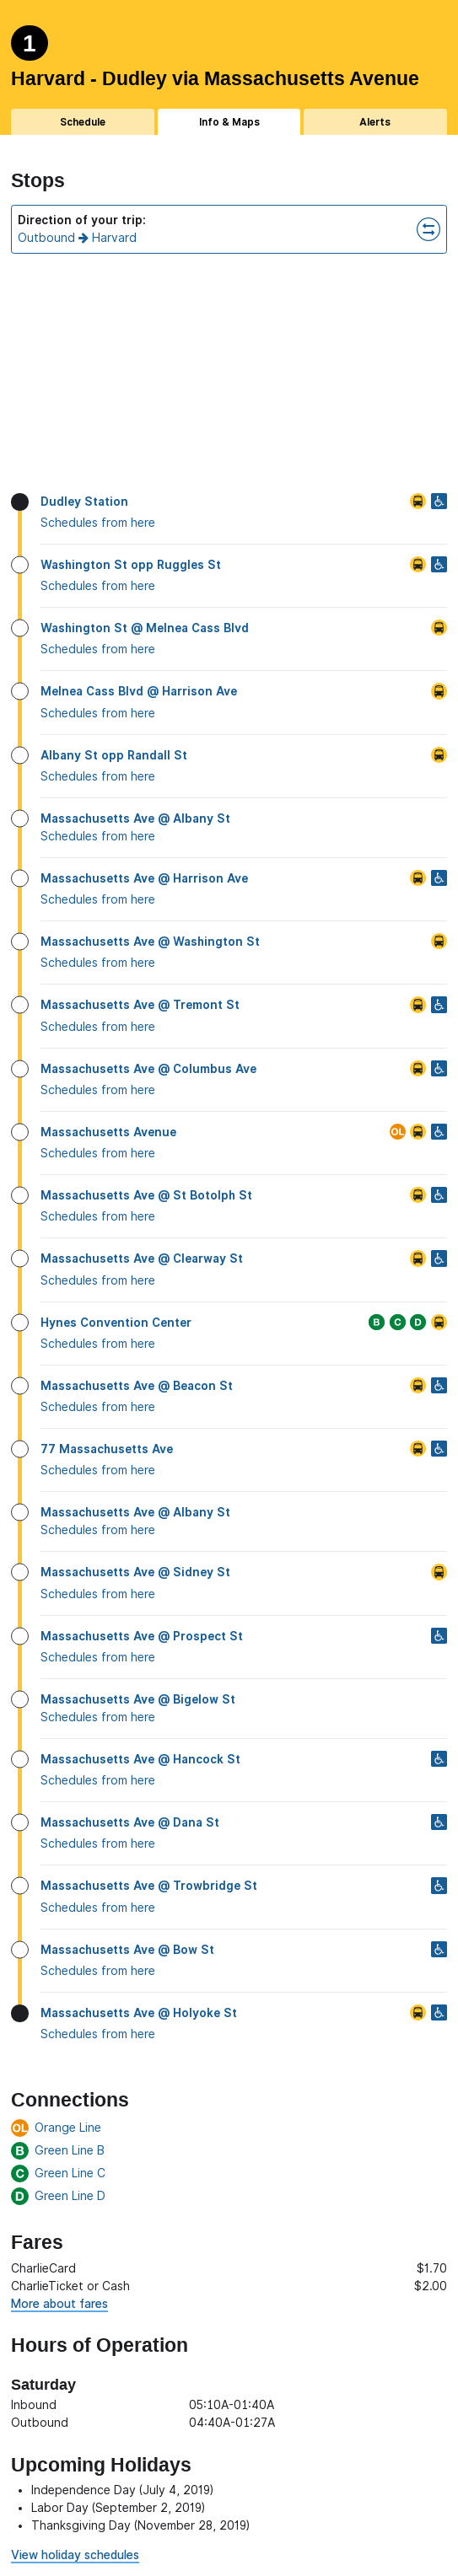 1
Harvard - Dudley via Massachusetts Avenue
Schedule
Info & Maps
Alerts
Stops
Direction of your trip:
Outbound → Harvard
Dudley Station
Schedules from here
Washington St opp Ruggles St
Schedules from here
Washington St @ Melnea Cass Blvd
Schedules from here
Melnea Cass Blvd @ Harrison Ave
Schedules from here
Albany St opp Randall St
Schedules from here
Massachusetts Ave @ Albany St
Schedules from here
Massachusetts Ave @ Harrison Ave
Schedules from here
Massachusetts Ave @ Washington St
Schedules from here
Massachusetts Ave @ Tremont St
Schedules from here
Massachusetts Ave @ Columbus Ave
Schedules from here
Massachusetts Avenue OL
Schedules from here
Massachusetts Ave @ St Botolph St
Schedules from here
Massachusetts Ave @ Clearway St
Schedules from here
Hynes Convention Center B C D
Schedules from here
Massachusetts Ave @ Beacon St
Schedules from here
77 Massachusetts Ave
Schedules from here
Massachusetts Ave @ Albany St
Schedules from here
Massachusetts Ave @ Sidney St
Schedules from here
Massachusetts Ave @ Prospect St
Schedules from here
Massachusetts Ave @ Bigelow St
Schedules from here
Massachusetts Ave @ Hancock St
Schedules from here
Massachusetts Ave @ Dana St
Schedules from here
Massachusetts Ave @ Trowbridge St
Schedules from here
Massachusetts Ave @ Bow St
Schedules from here
Massachusetts Ave @ Holyoke St
Schedules from here
Connections
OL Orange Line
B Green Line B
C Green Line C
D Green Line D
Fares
CharlieCard $1.70
CharlieTicket or Cash $2.00
More about fares
Hours of Operation
Saturday
Inbound 05:10A-01:40A
Outbound 04:40A-01:27A
Upcoming Holidays
• Independence Day (July 4, 2019)
• Labor Day (September 2, 2019)
• Thanksgiving Day (November 28, 2019)
View holiday schedules